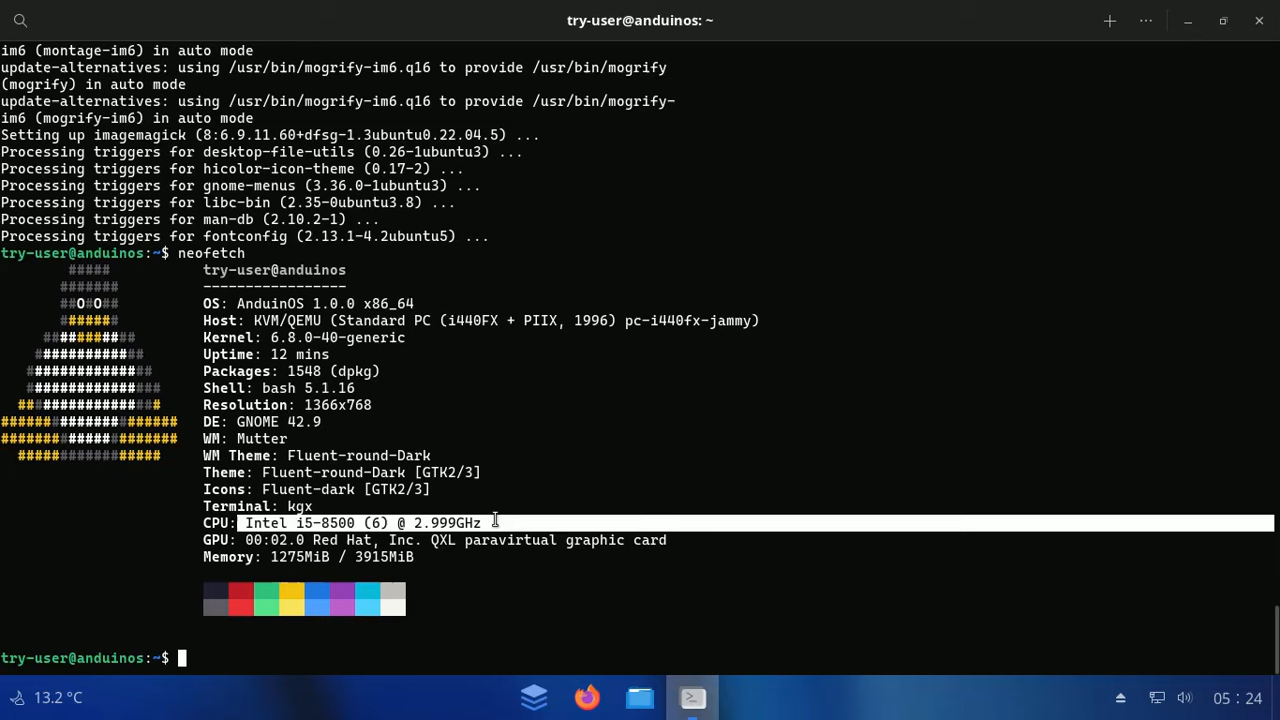 try-user@anduinos: ~
im6 (montage-im6) in auto mode
update-alternatives: using /usr/bin/mogrify-im6.q16 to provide /usr/bin/mogrify
(mogrify) in auto mode
update-alternatives: using /usr/bin/mogrify-im6.q16 to provide /usr/bin/mogrify-
im6 (mogrify-im6) in auto mode
Setting up imagemagick (8:6.9.11.60+dfsg-1.3ubuntu0.22.04.5) ...
Processing triggers for desktop-file-utils (0.26-1ubuntu3) ...
Processing triggers for hicolor-icon-theme (0.17-2) ...
Processing triggers for gnome-menus (3.36.0-1ubuntu3) ...
Processing triggers for libc-bin (2.35-0ubuntu3.8) ...
Processing triggers for man-db (2.10.2-1) ...
Processing triggers for fontconfig (2.13.1-4.2ubuntu5) ...
try-user@anduinos:~$ neofetch
##### try-user@anduinos
####### -----------------
##O#O## OS: AnduinOS 1.0.0 x86_64
####### Host: KVM/QEMU (Standard PC (i440FX + PIIX, 1996) pc-i440fx-jammy)
########### Kernel: 6.8.0-40-generic
############# Uptime: 12 mins
############### Packages: 1548 (dpkg)
################ Shell: bash 5.1.16
################# Resolution: 1366x768
##################### DE: GNOME 42.9
##################### WM: Mutter
################# WM Theme: Fluent-round-Dark
Theme: Fluent-round-Dark [GTK2/3]
Icons: Fluent-dark [GTK2/3]
Terminal: kgx
CPU: Intel i5-8500 (6) @ 2.999GHz
GPU: 00:02.0 Red Hat, Inc. QXL paravirtual graphic card
Memory: 1275MiB / 3915MiB
try-user@anduinos:~$
13.2 °C
05 : 24